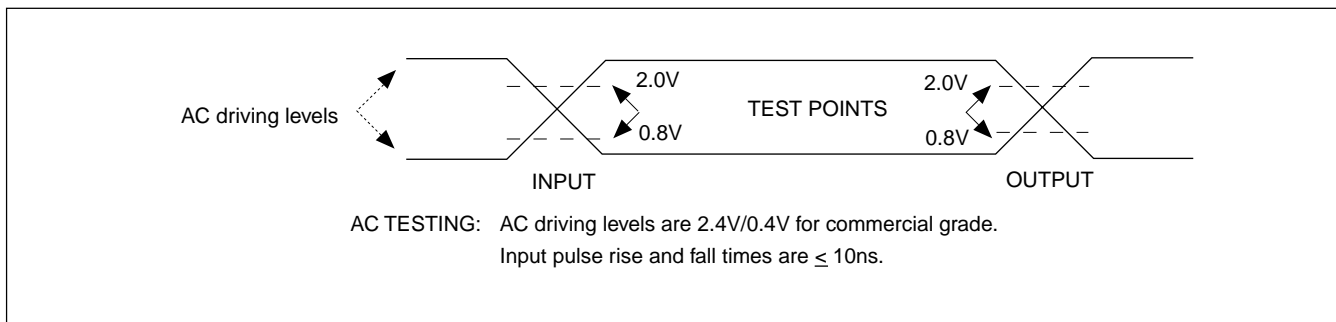 2.0V
2.0V
AC driving levels
TEST POINTS
0.8V
0.8V
INPUT
OUTPUT
AC TESTING: AC driving levels are 2.4V/0.4V for commercial grade.
Input pulse rise and fall times are ≤ 10ns.